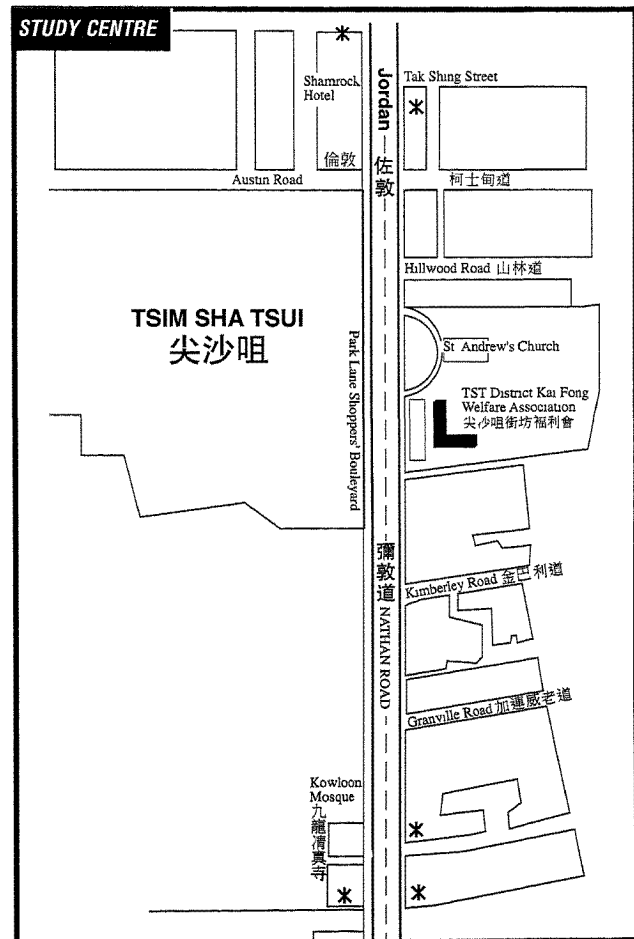 STUDY CENTRE
Shamrock
Hotel
倫敦
Austin Road
Jordan 佐敦
Tak Shing Street
柯士甸道
Hillwood Road 山林道
TSIM SHA TSUI
尖沙咀
Park Lane Shoppers' Boulevard
St Andrew's Church
TST District Kai Fong
Welfare Association
尖沙咀街坊福利會
彌敦道 NATHAN ROAD
Kimberley Road 金巴利道
Granville Road 加連威老道
Kowloon
Mosque
九龍清真寺